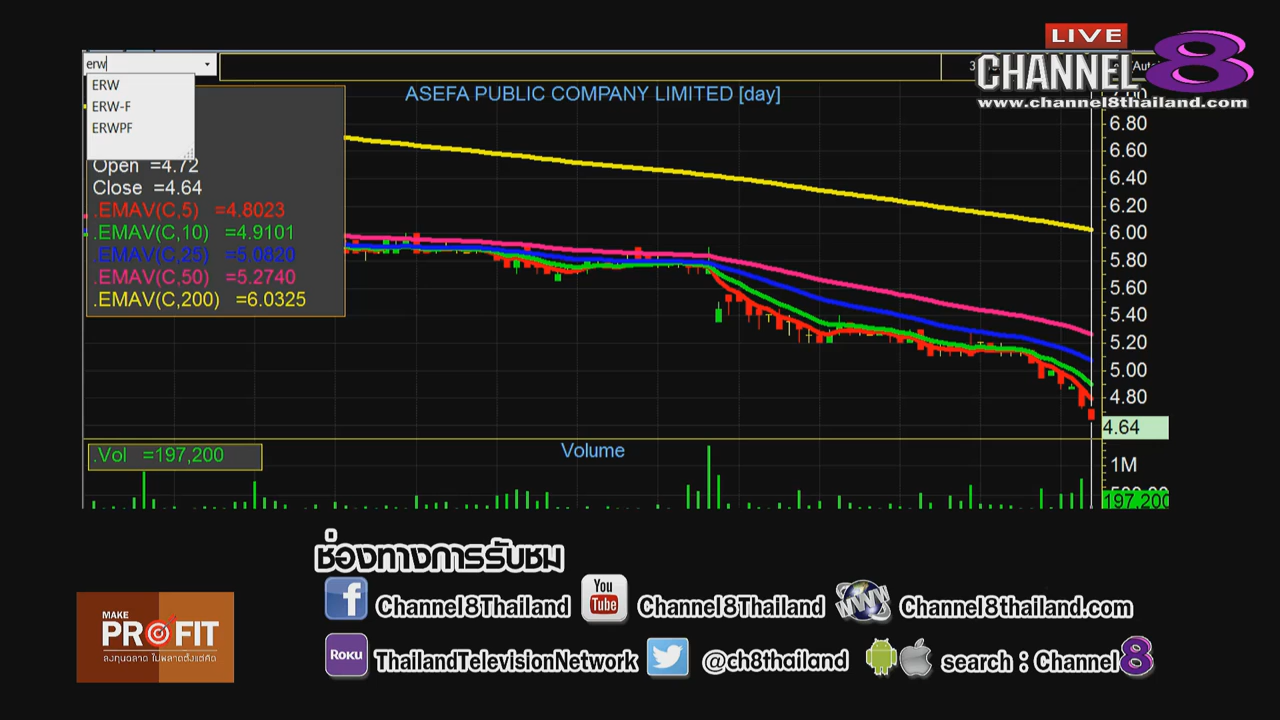 LIVE
CHANNEL 8
www.channel8thailand.com
erw
ERW
ERW-F
ERWPF
ASEFA PUBLIC COMPANY LIMITED [day]
Open =4.72
Close =4.64
.EMAV(C,5) =4.8023
.EMAV(C,10) =4.9101
.EMAV(C,25) =5.0820
.EMAV(C,50) =5.2740
.EMAV(C,200) =6.0325
6.80
6.60
6.40
6.20
6.00
5.80
5.60
5.40
5.20
5.00
4.80
4.64
.Vol =197,200
Volume
1M
197,200
ช่องทางการรับชม
f Channel8Thailand
You Tube Channel8Thailand
WWW Channel8thailand.com
Roku ThailandTelevisionNetwork
@ch8thailand
search : Channel8
MAKE
PROFIT
ลงทุนฉลาด ไม่พลาดตั้งแต่คิด